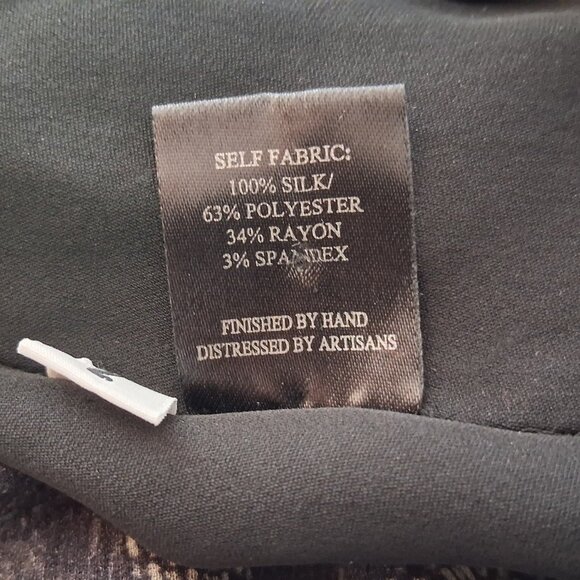 SELF FABRIC:
100% SILK/
63% POLYESTER
34% RAYON
3% SPANDEX
FINISHED BY HAND
DISTRESSED BY ARTISANS